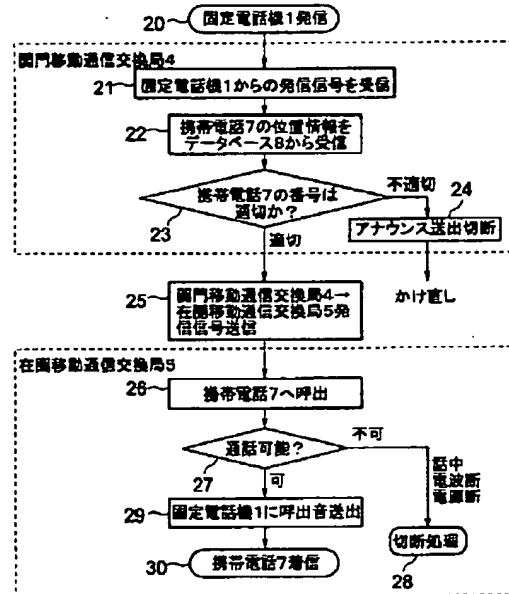 20
固定電話機1発信
関門移動通信交換局4
21
固定電話機1からの発信信号を受信
22
携帯電話7の位置情報を
データベース8から受信
携帯電話7の番号は
適切か?
23
不適切
24
アナウンス送出切断
適切
かけ直し
25
関門移動通信交換局4→
在圏移動通信交換局5発
信信号送信
在圏移動通信交換局5
26
携帯電話7へ呼出
不可
通話可能?
27
可
話中
電波断
電源断
29
固定電話機1に呼出音送出
切断処理
28
30
携帯電話7着信